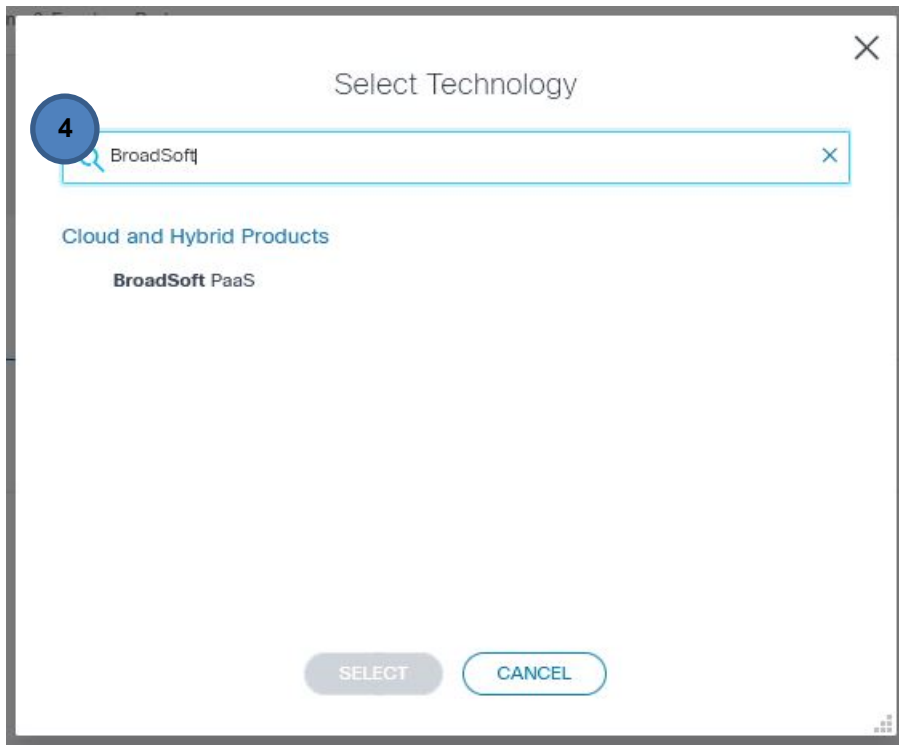 Select Technology
4
BroadSoft
Cloud and Hybrid Products
BroadSoft PaaS
SELECT
CANCEL